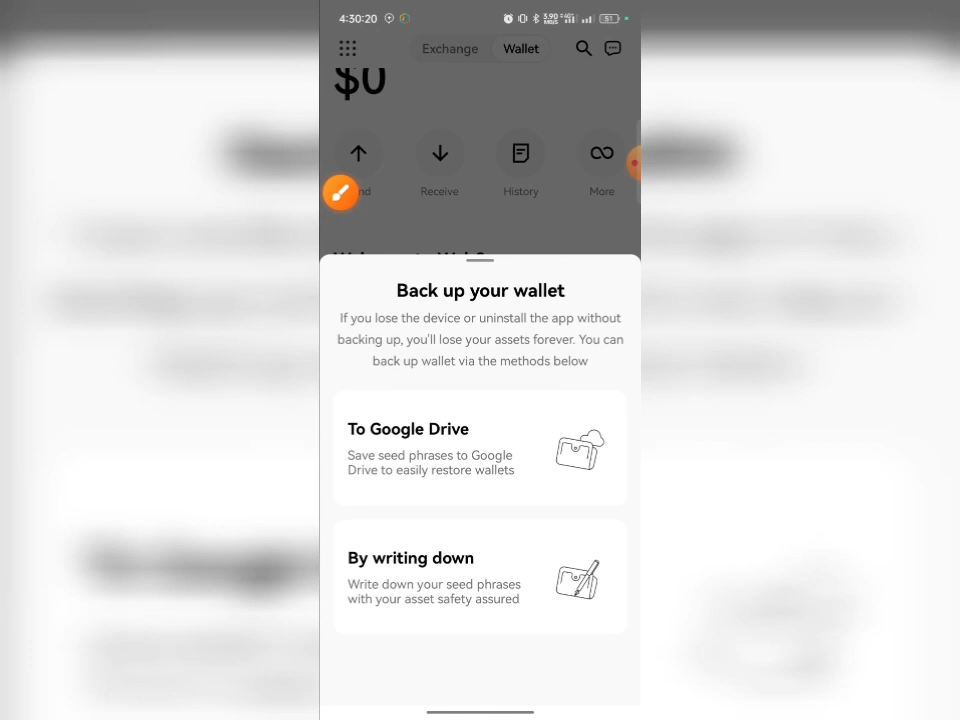 4:30:20
3.90
51
Exchange
Wallet
$0
Receive
History
More
Back up your wallet
If you lose the device or uninstall the app without
backing up, you'll lose your assets forever. You can
back up wallet via the methods below
To Google Drive
Save seed phrases to Google
Drive to easily restore wallets
By writing down
Write down your seed phrases
with your asset safety assured